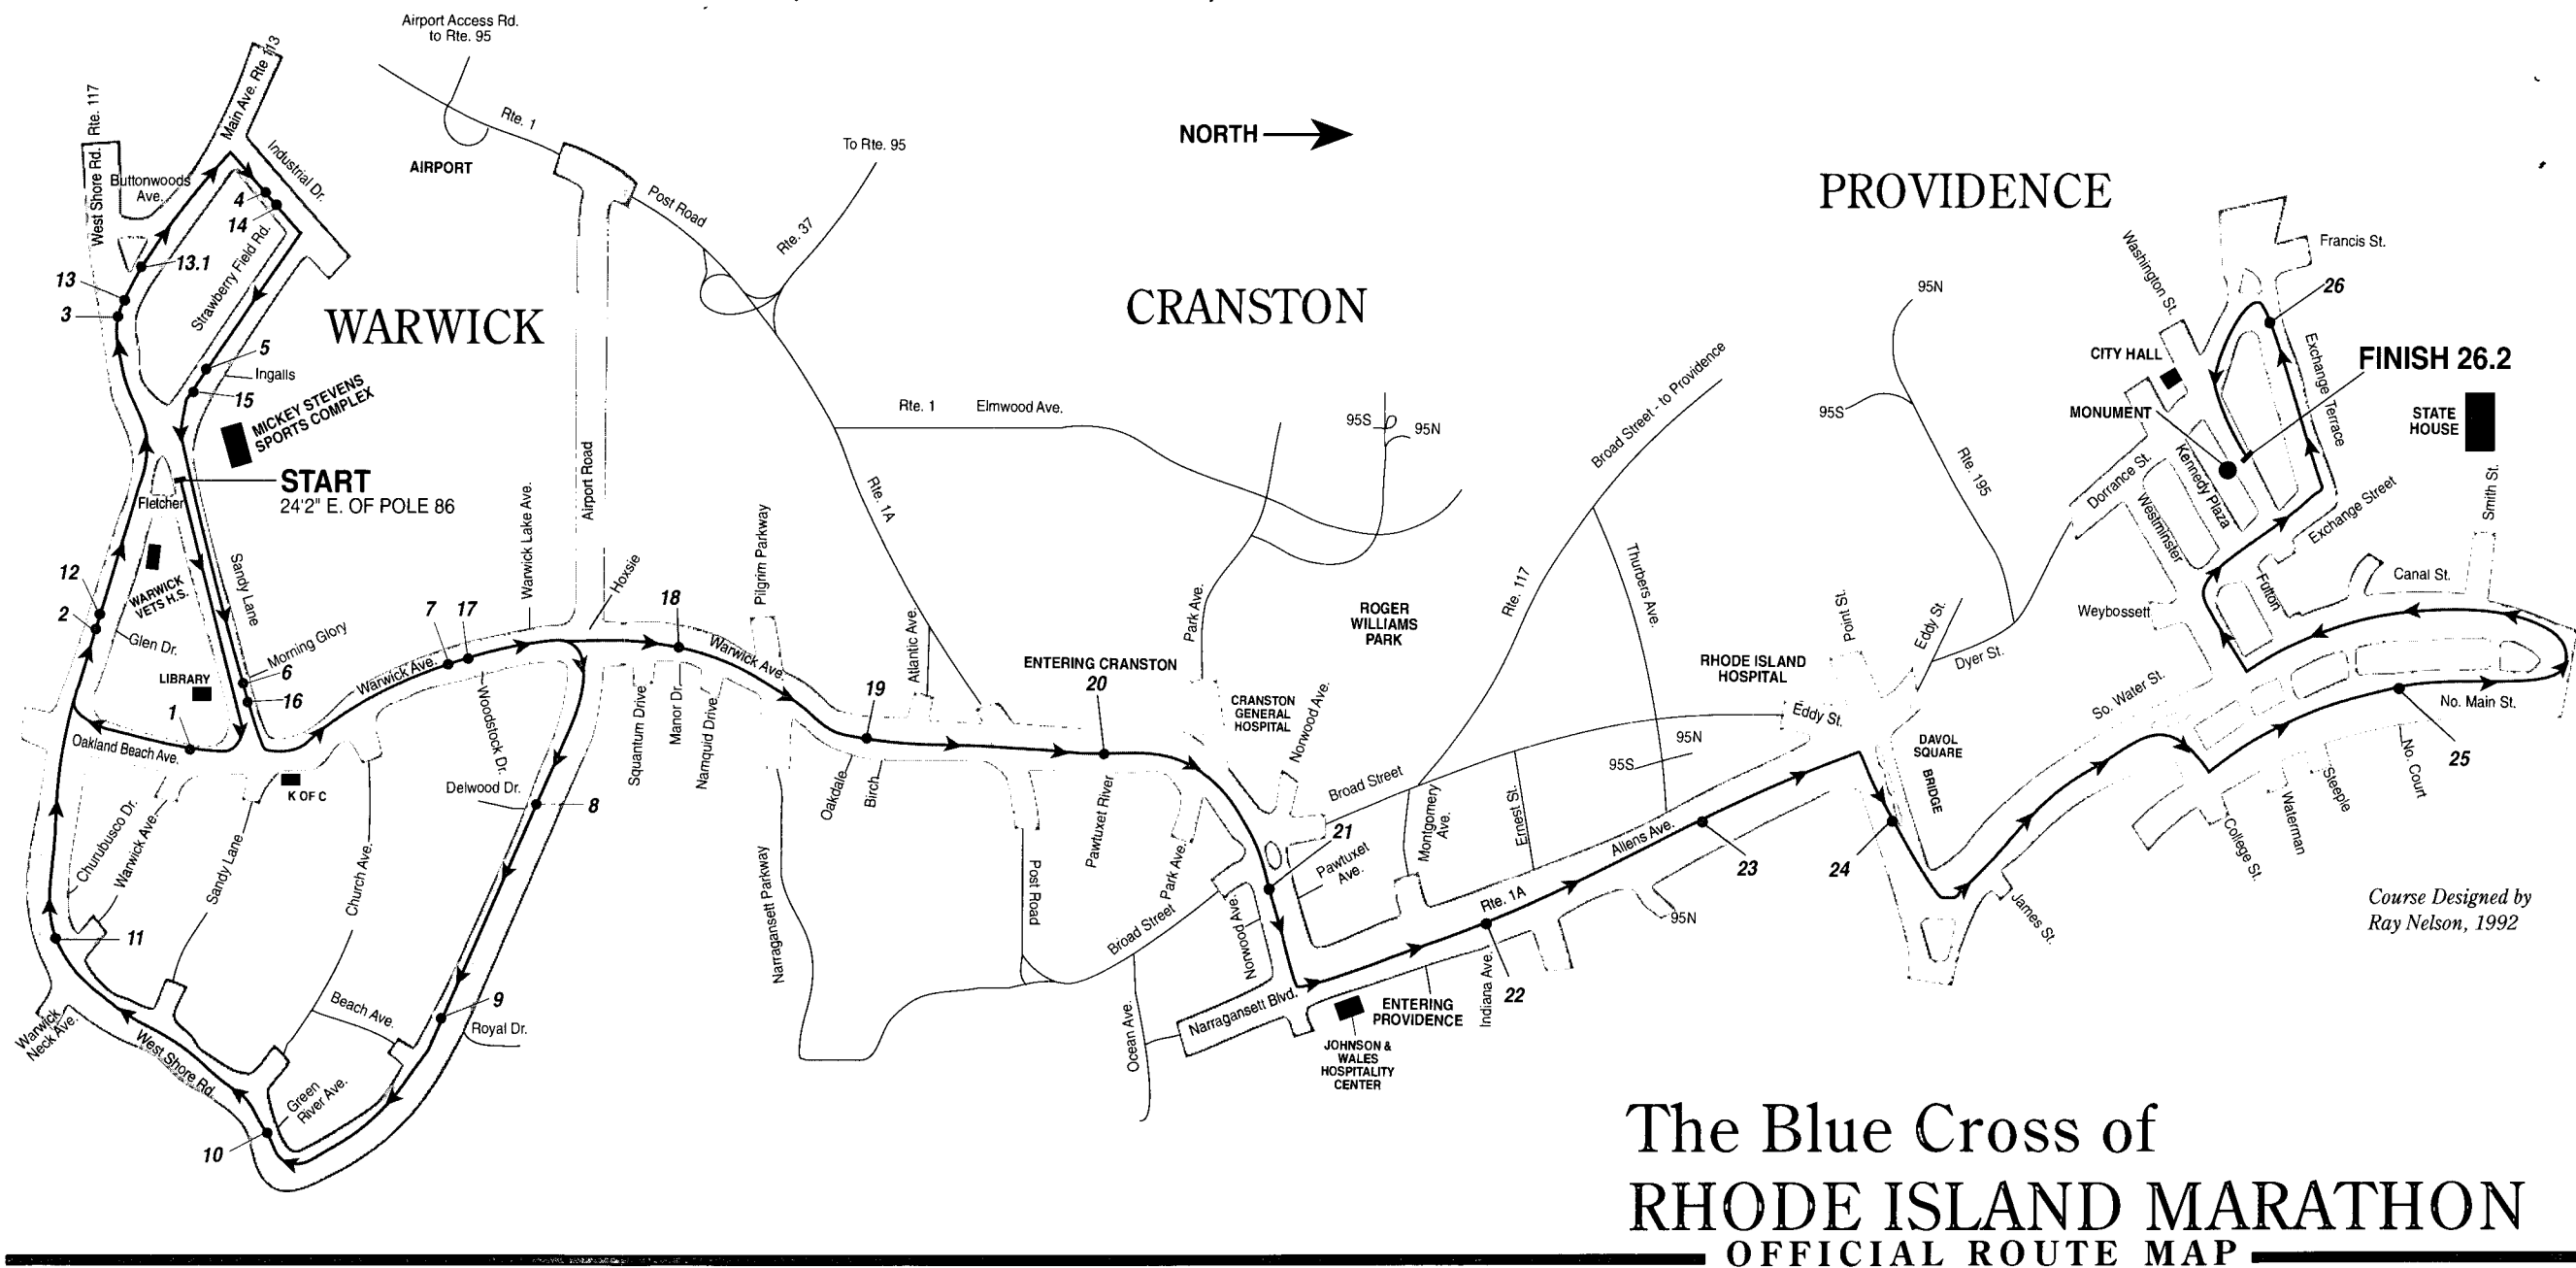 Airport Access Rd.
to Rte. 95
Main Ave. Rte 113
West Shore Rd. Rte. 117
Buttonwoods
Ave.
Industrial Dr.
4
14
13.1
13
3
Strawberry Field Rd.
5
Ingalls
15
MICKEY STEVENS
SPORTS COMPLEX
WARWICK
START
24'2" E. OF POLE 86
Fletcher
WARWICK
VETS H.S.
Sandy Lane
12
2
Glen Dr.
LIBRARY
Morning Glory
6
16
1
Oakland Beach Ave.
K OF C
Churubusco Dr.
Warwick Ave.
Sandy Lane
Church Ave.
11
Warwick
Neck Ave.
West Shore Rd.
Beach Ave.
Green
River Ave.
10
9
Royal Dr.
8
Delwood Dr.
Woodstock Dr.
Warwick Ave.
7
17
Warwick Lake Ave.
Airport Road
Hoxsie
AIRPORT
Rte. 1
Post Road
Rte. 37
To Rte. 95
NORTH
CRANSTON
Rte. 1
Elmwood Ave.
Rte. 1A
18
Pilgrim Parkway
Warwick Ave.
Squantum Drive
Manor Dr.
Namquid Drive
Narragansett Parkway
Oakdale
Birch
19
Atlantic Ave.
ENTERING CRANSTON
20
Post Road
Pawtuxet River
Park Ave.
Park Ave.
Broad Street
Ocean Ave.
CRANSTON
GENERAL
HOSPITAL
Norwood Ave.
Norwood Ave.
21
Pawtuxet
Ave.
Narragansett Blvd.
JOHNSON &
WALES
HOSPITALITY
CENTER
ENTERING
PROVIDENCE
Indiana Ave.
22
Rte. 1A
Broad Street
Montgomery
Ave.
Ernest St.
Allens Ave.
23
95N
95S
95N
95S
95N
Broad Street - to Providence
Rte. 117
Thurbers Ave.
ROGER
WILLIAMS
PARK
RHODE ISLAND
HOSPITAL
Eddy St.
Point St.
Eddy St.
Dyer St.
95N
95S
Rte. 195
DAVOL
SQUARE
BRIDGE
24
James St.
So. Water St.
College St.
Waterman
Steeple
No. Court
25
No. Main St.
PROVIDENCE
Washington St.
Francis St.
26
CITY HALL
Exchange Terrace
FINISH 26.2
MONUMENT
STATE
HOUSE
Kennedy Plaza
Dorrance St.
Westminster
Weybossett
Fulton
Exchange Street
Canal St.
Smith St.
Course Designed by
Ray Nelson, 1992
The Blue Cross of
RHODE ISLAND MARATHON
OFFICIAL ROUTE MAP